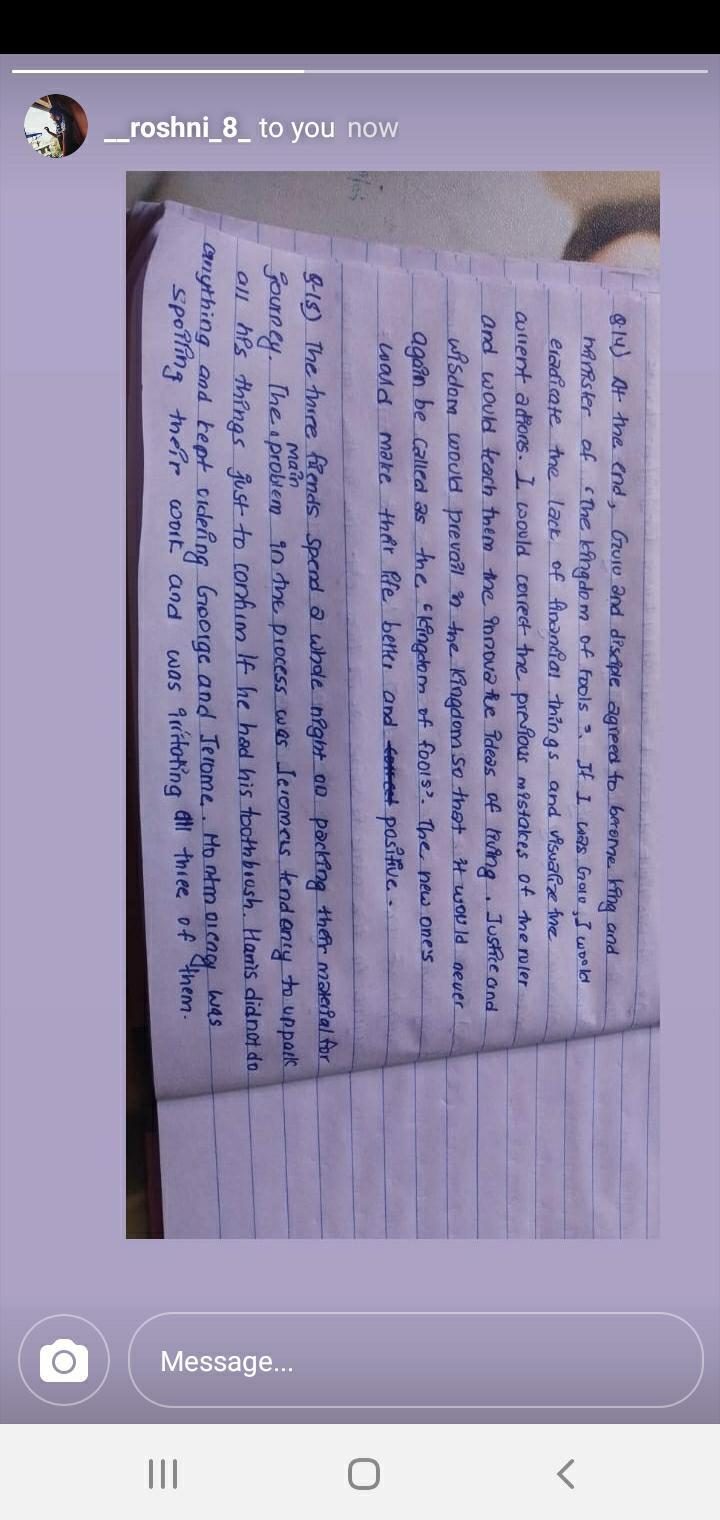 __roshni_8_ to you now
Q.14) At the end, Guru and disciple agreed to become king and
minister of "The kingdom of fools". If I was Guru, I would
eradicate the lack of financial things and visualize the
current actions. I would correct the previous mistakes of the ruler
and would teach them the innovative ideas of ruling. Justice and
wisdom would prevail in the kingdom so that it would never
again be called as the "kingdom of fools". The new ones
would make their life better and positive.
Q.15) The three friends spend a whole night on packing their material for
journey. The main problem in the process was Jeromes tendency to unpack
all his things just to confirm If he had his toothbrush. Harris did not do
anything and kept ordering George and Jerome. was
spoiling their work and was irritating all three of them.
Message...